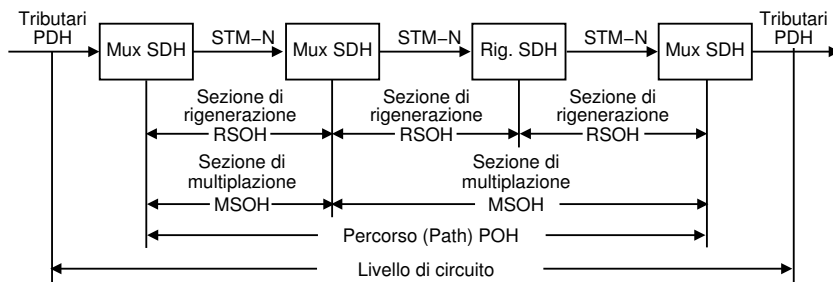 Tributari PDH
Mux SDH
STM−N
Mux SDH
STM−N
Rig. SDH
STM−N
Mux SDH
Tributari PDH
Sezione di
rigenerazione
RSOH
Sezione di
rigenerazione
RSOH
Sezione di
rigenerazione
RSOH
Sezione di
multiplazione
MSOH
Sezione di
multiplazione
MSOH
Percorso (Path) POH
Livello di circuito